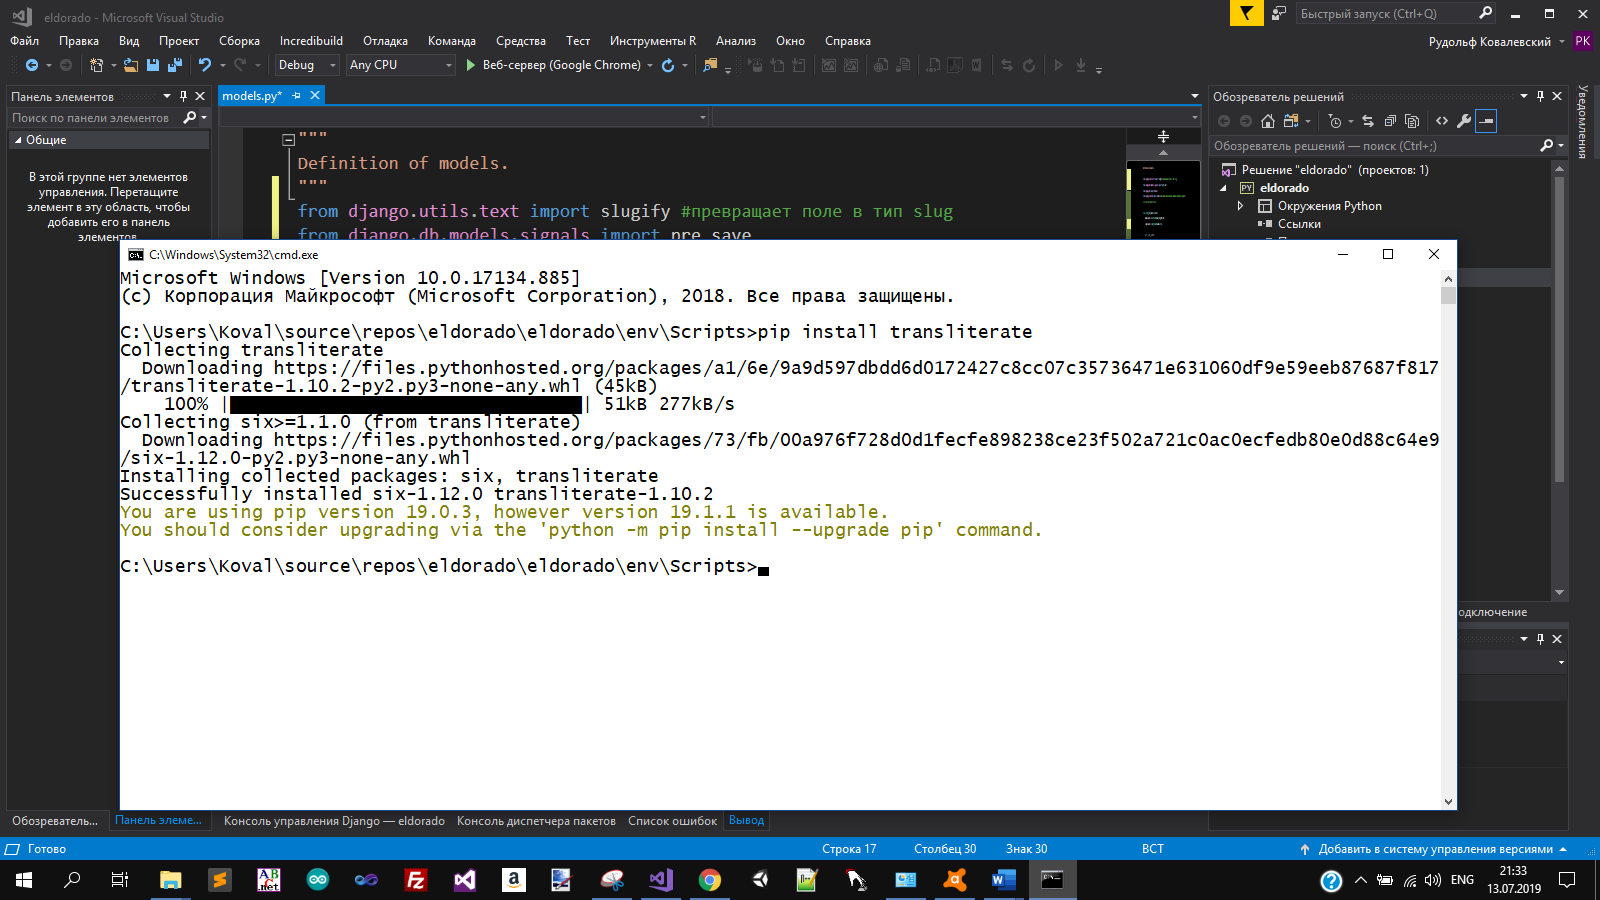 eldorado - Microsoft Visual Studio
Быстрый запуск (Ctrl+Q)
Файл Правка Вид Проект Сборка Incredibuild Отладка Команда Средства Тест Инструменты R Анализ Окно Справка
Рудольф Ковалевский РК
Debug Any CPU Веб-сервер (Google Chrome)
Панель элементов
Поиск по панели элементов
Общие
В этой группе нет элементов
управления. Перетащите
элемент в эту область, чтобы
добавить его в панель
элементов.
models.py*
"""
Definition of models.
"""
from django.utils.text import slugify #превращает поле в тип slug
from django.db.models.signals import pre_save
Обозреватель решений
Обозреватель решений — поиск (Ctrl+;)
Решение "eldorado" (проектов: 1)
PY eldorado
Окружения Python
Ссылки
Уведомления
C:\Windows\System32\cmd.exe
Microsoft Windows [Version 10.0.17134.885]
(c) Корпорация Майкрософт (Microsoft Corporation), 2018. Все права защищены.
C:\Users\Koval\source\repos\eldorado\eldorado\env\Scripts>pip install transliterate
Collecting transliterate
Downloading https://files.pythonhosted.org/packages/a1/6e/9a9d597dbdd6d0172427c8cc07c35736471e631060df9e59eeb87687f817
/transliterate-1.10.2-py2.py3-none-any.whl (45kB)
100% | | 51kB 277kB/s
Collecting six>=1.1.0 (from transliterate)
Downloading https://files.pythonhosted.org/packages/73/fb/00a976f728d0d1fecfe898238ce23f502a721c0ac0ecfedb80e0d88c64e9
/six-1.12.0-py2.py3-none-any.whl
Installing collected packages: six, transliterate
Successfully installed six-1.12.0 transliterate-1.10.2
You are using pip version 19.0.3, however version 19.1.1 is available.
You should consider upgrading via the 'python -m pip install --upgrade pip' command.
C:\Users\Koval\source\repos\eldorado\eldorado\env\Scripts>
одключение
Обозреватель... Панель элеме... Консоль управления Django — eldorado Консоль диспетчера пакетов Список ошибок Вывод
Готово Строка 17 Столбец 30 Знак 30 ВСТ Добавить в систему управления версиями
ENG
21:33
13.07.2019